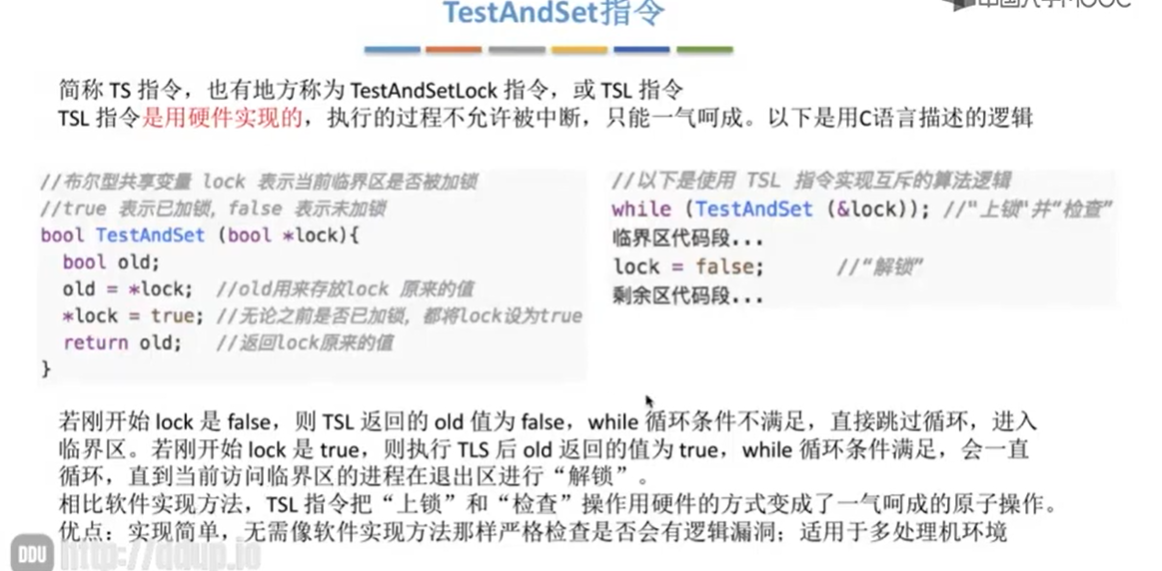 TestAndSet指令
中国大学MOOC
简称 TS 指令，也有地方称为 TestAndSetLock 指令，或 TSL 指令
TSL 指令是用硬件实现的，执行的过程不允许被中断，只能一气呵成。以下是用C语言描述的逻辑
//布尔型共享变量 lock 表示当前临界区是否被加锁
//true 表示已加锁，false 表示未加锁
bool TestAndSet (bool *lock){
bool old;
old = *lock; //old用来存放lock 原来的值
*lock = true; //无论之前是否已加锁，都将lock设为true
return old; //返回lock原来的值
}
//以下是使用 TSL 指令实现互斥的算法逻辑
while (TestAndSet (&lock)); //“上锁”并“检查”
临界区代码段...
lock = false; //“解锁”
剩余区代码段...
若刚开始 lock 是 false，则 TSL 返回的 old 值为 false，while 循环条件不满足，直接跳过循环，进入
临界区。若刚开始 lock 是 true，则执行 TLS 后 old 返回的值为 true，while 循环条件满足，会一直
循环，直到当前访问临界区的进程在退出区进行“解锁”。
相比软件实现方法，TSL 指令把“上锁”和“检查”操作用硬件的方式变成了一气呵成的原子操作。
优点：实现简单，无需像软件实现方法那样严格检查是否会有逻辑漏洞；适用于多处理机环境
DDU http://ddup.io